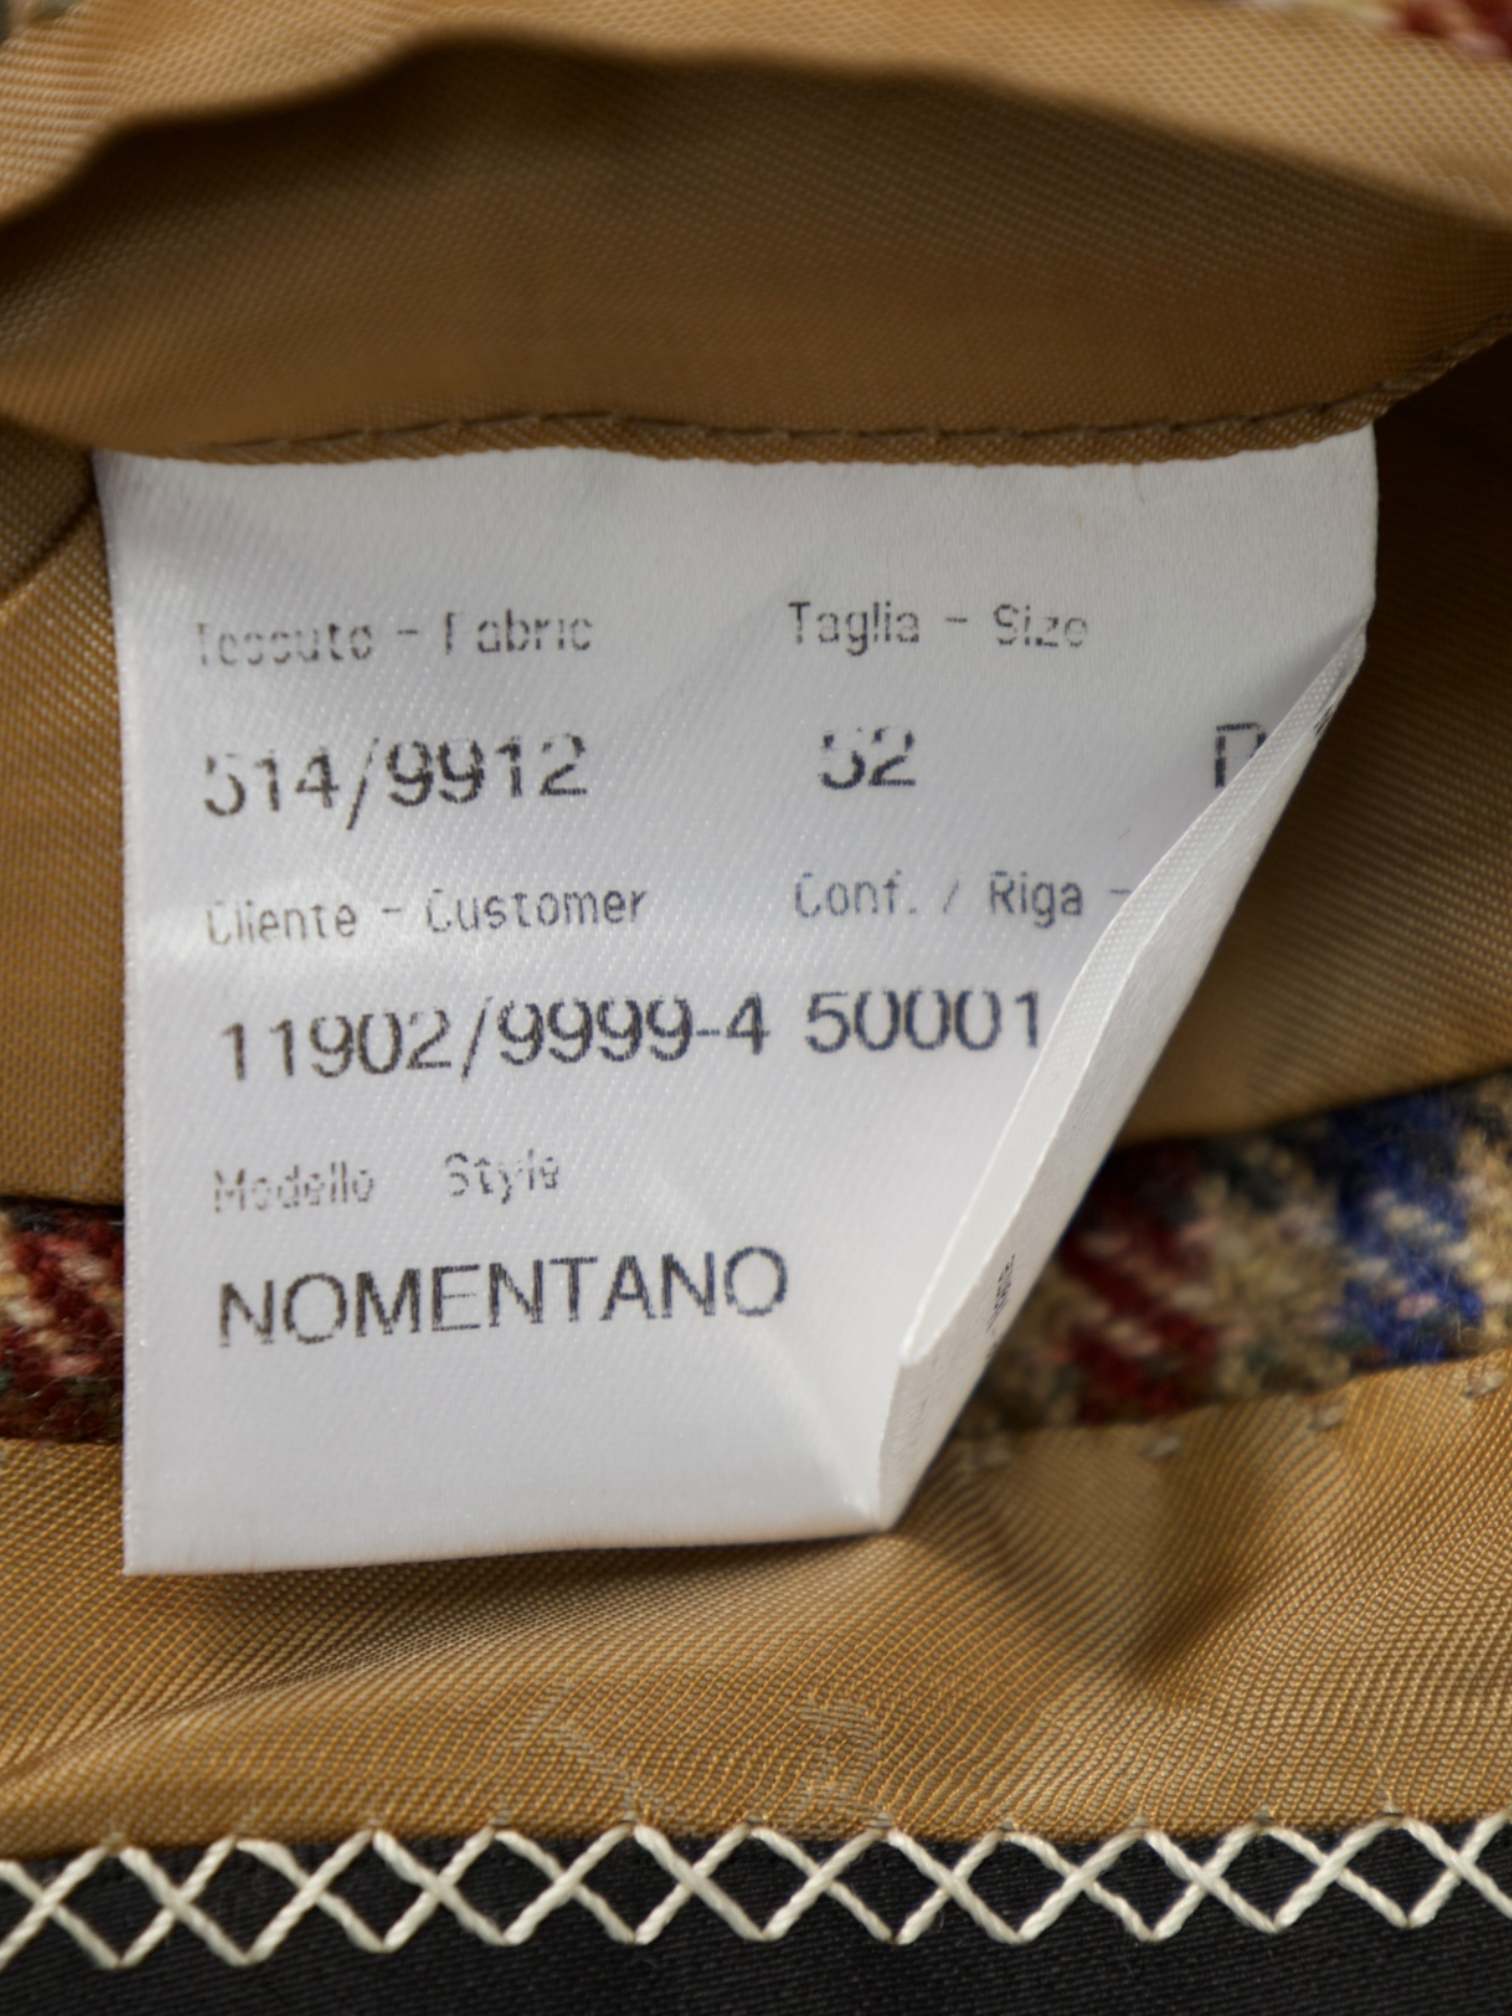 Tessuto - Fabric Taglia - Size
514/9912 52
Cliente - Customer Conf. / Riga -
11902/9999-4 50001
Modello Style
NOMENTANO